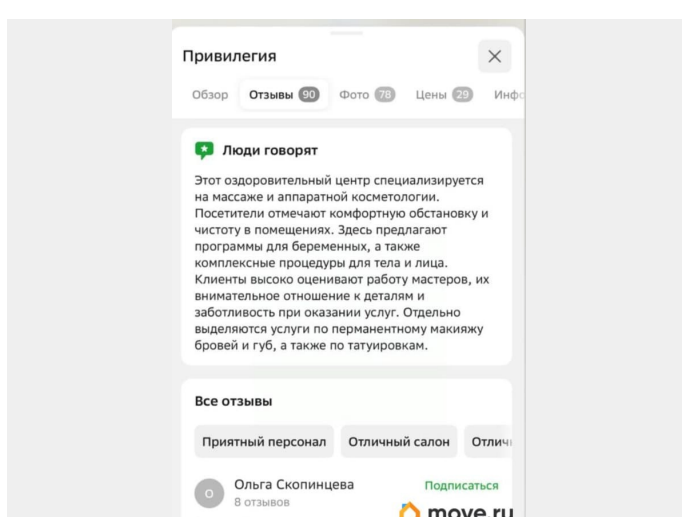 Привилегия
Обзор Отзывы 90 Фото 78 Цены 29 Инфо
Люди говорят
Этот оздоровительный центр специализируется
на массаже и аппаратной косметологии.
Посетители отмечают комфортную обстановку и
чистоту в помещениях. Здесь предлагают
программы для беременных, а также
комплексные процедуры для тела и лица.
Клиенты высоко оценивают работу мастеров, их
внимательное отношение к деталям и
заботливость при оказании услуг. Отдельно
выделяются услуги по перманентному макияжу
бровей и губ, а также по татуировкам.
Все отзывы
Приятный персонал Отличный салон Отлич
О Ольга Скопинцева Подписаться
8 отзывов
move.ru